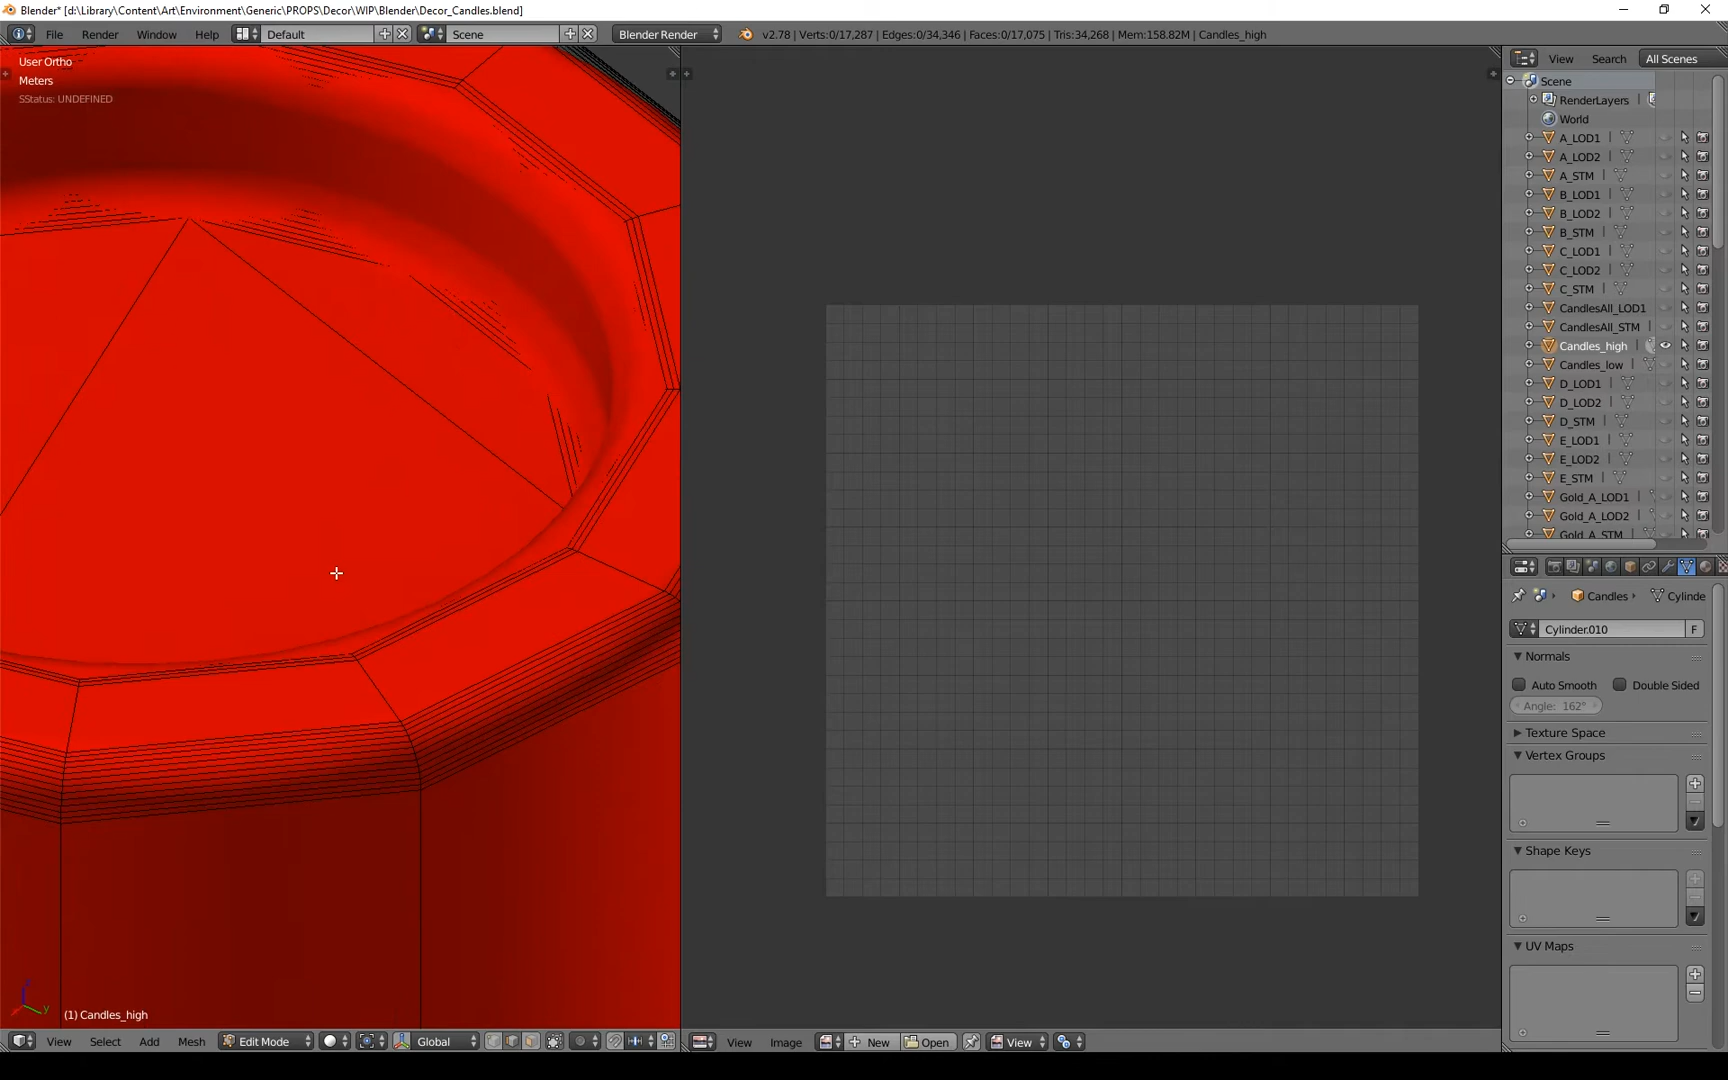 Blender* [d:\Library\Content\Art\Environment\Generic\PROPS\Decor\WIP\Blender\Decor_Candles.blend]
File Render Window Help Default Scene Blender Render v2.78 | Verts:0/17,287 | Edges:0/34,346 | Faces:0/17,075 | Tris:34,268 | Mem:158.82M | Candles_high
User Ortho
Meters
SStatus: UNDEFINED
View Search All Scenes
Scene
RenderLayers
World
A_LOD1
A_LOD2
A_STM
B_LOD1
B_LOD2
B_STM
C_LOD1
C_LOD2
C_STM
CandlesAll_LOD1
CandlesAll_STM
Candles_high
Candles_low
D_LOD1
D_LOD2
D_STM
E_LOD1
E_LOD2
E_STM
Gold_A_LOD1
Gold_A_LOD2
Gold_A_STM
Candles Cylinde
Cylinder.010 F
Normals
Auto Smooth Double Sided
Angle: 162°
Texture Space
Vertex Groups
Shape Keys
UV Maps
z
y
(1) Candles_high
View Select Add Mesh Edit Mode Global
View Image New Open View